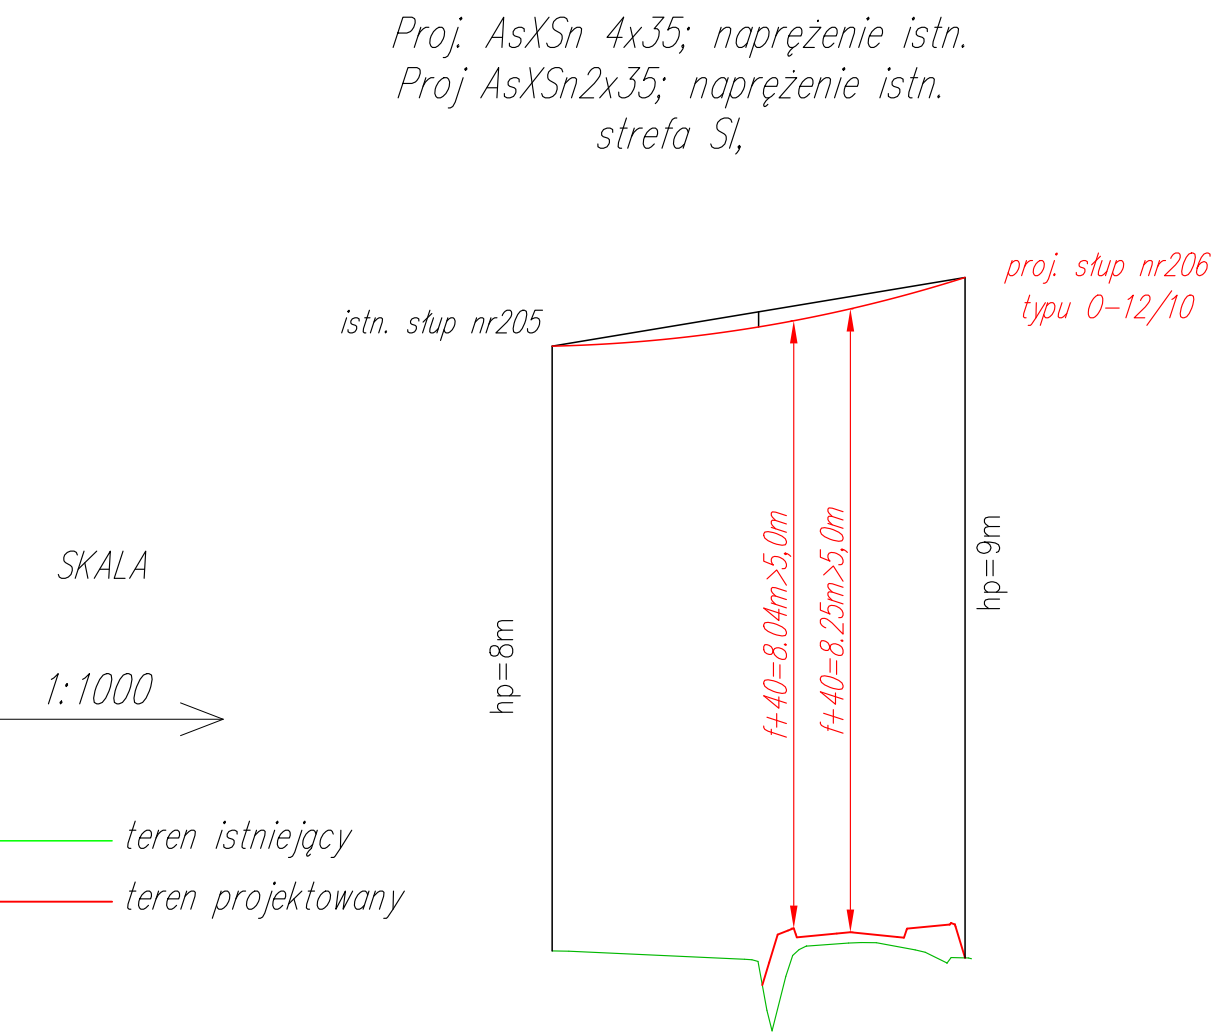 Proj. AsXSn 4x35; naprężenie istn.
Proj AsXSn2x35; naprężenie istn.
strefa SI,
proj. słup nr206
typu O-12/10
istn. słup nr205
SKALA
1:1000
hp=8m
f+40=8.04m>5,0m
f+40=8.25m>5,0m
hp=9m
teren istniejący
teren projektowany